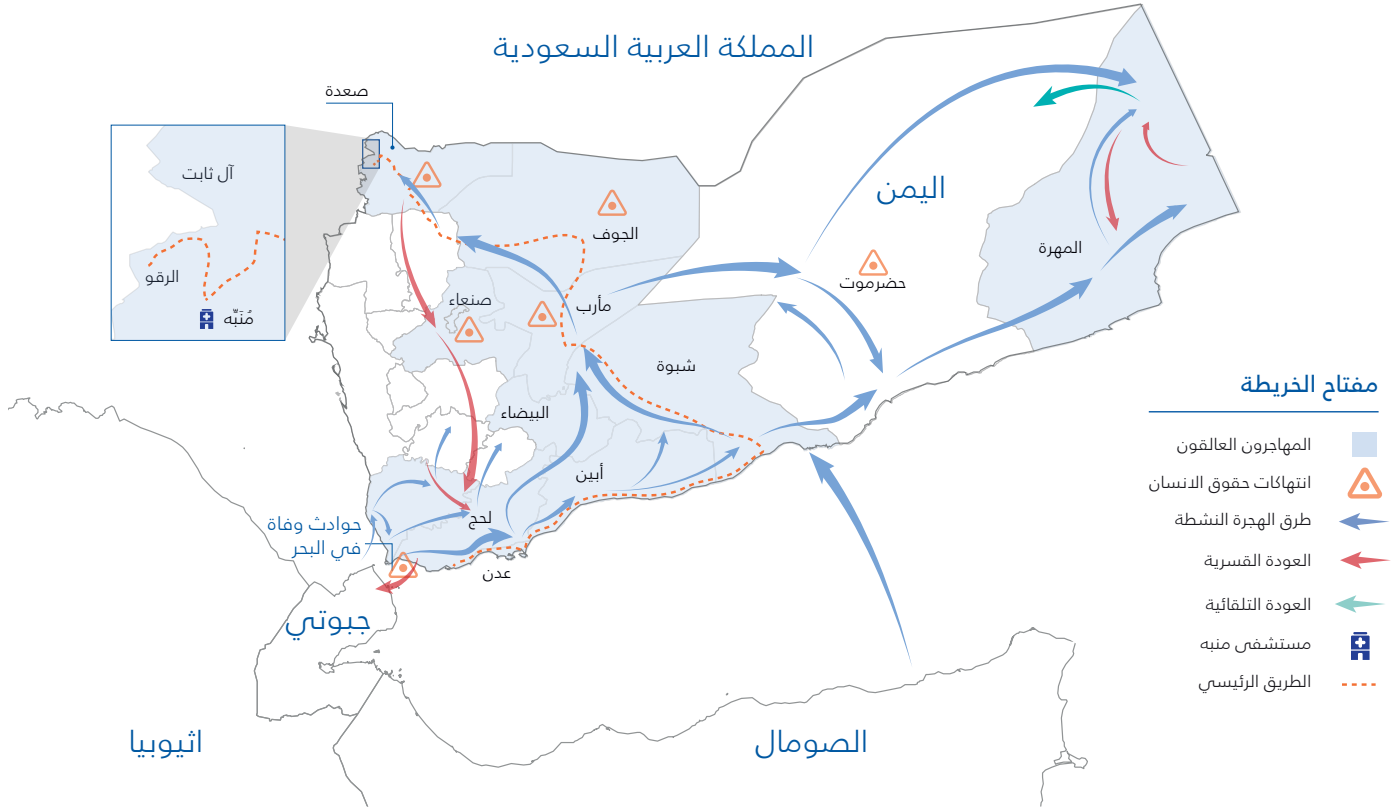 المملكة العربية السعودية
صعدة
آل ثابت
الرقو
مُنَبِّه
الجوف
صنعاء
مأرب
اليمن
حضرموت
المهرة
شبوة
البيضاء
أبين
لحج
عدن
حوادث وفاة
في البحر
جبوتي
اثيوبيا
الصومال
مفتاح الخريطة
المهاجرون العالقون
انتهاكات حقوق الانسان
طرق الهجرة النشطة
العودة القسرية
العودة التلقائية
مستشفى منبه
الطريق الرئيسي